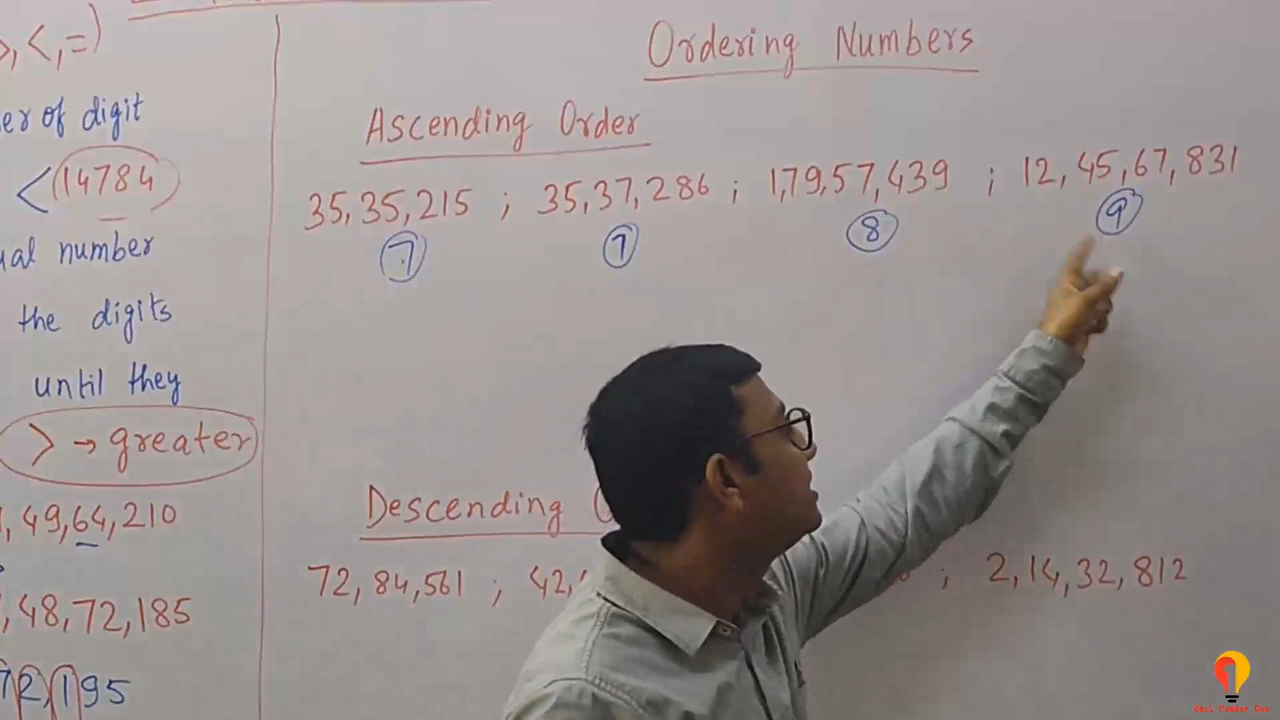 >, <, =)
of digit
< 14784
number
the digits
until they
> → greater
49,64,210
48,72,185
72,195
Ordering Numbers
Ascending Order
35,35,215 ; 35,37,286 ; 1,79,57,439 ; 12,45,67,831
7 7 8 9
Descending
72,84,561 ; 42, ; 2,14,32,812